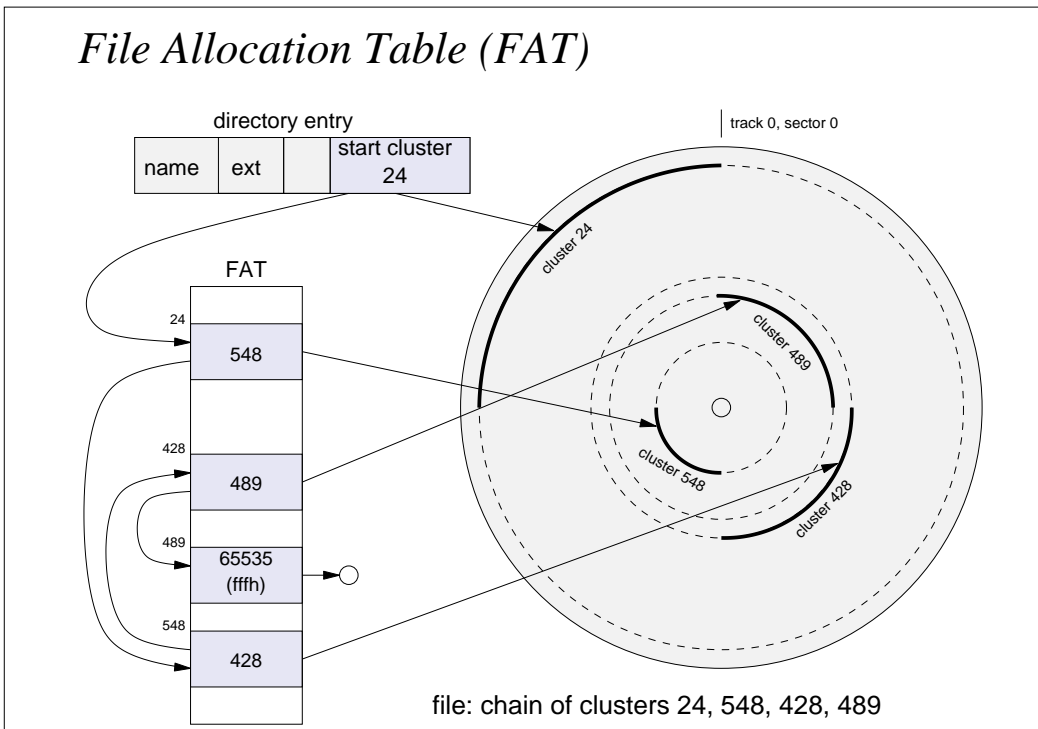 File Allocation Table (FAT)
directory entry
name
ext
start cluster
24
track 0, sector 0
cluster 24
FAT
24
548
cluster 489
428
489
cluster 548
cluster 428
489
65535
(fffh)
548
428
file: chain of clusters 24, 548, 428, 489